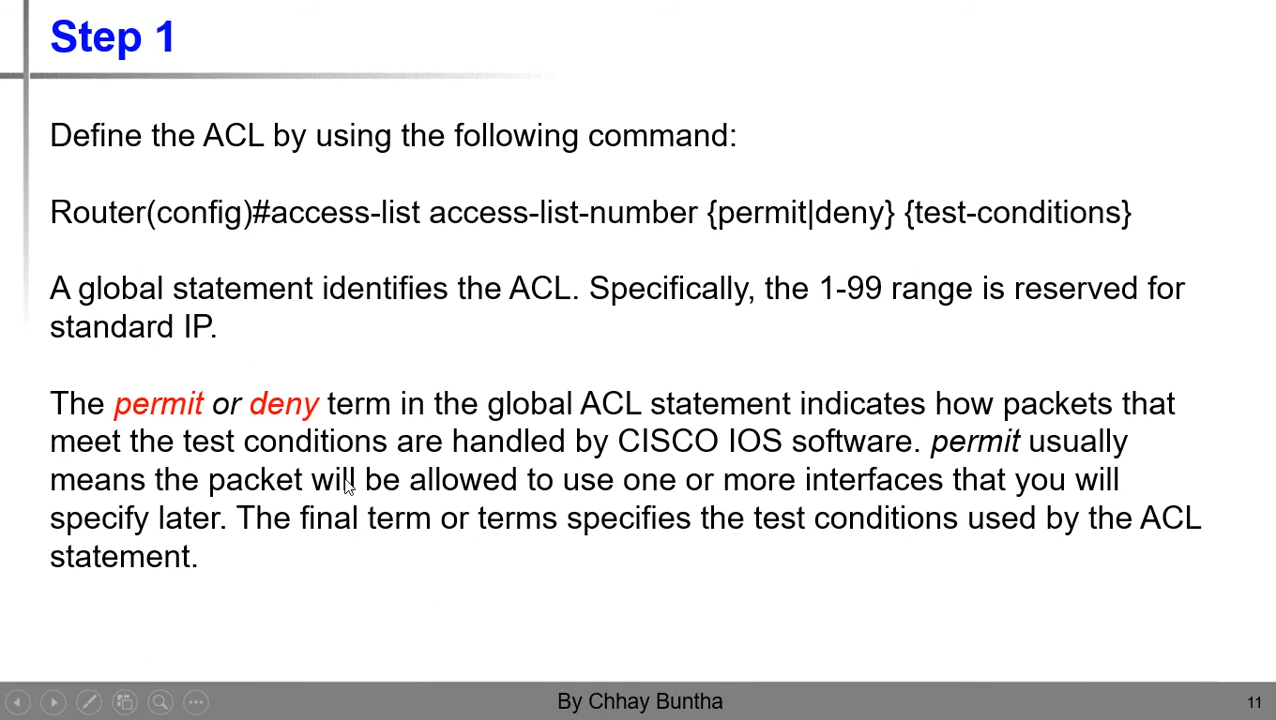 Step 1
Define the ACL by using the following command:
Router(config)#access-list access-list-number {permit|deny} {test-conditions}
A global statement identifies the ACL. Specifically, the 1-99 range is reserved for
standard IP.
The permit or deny term in the global ACL statement indicates how packets that
meet the test conditions are handled by CISCO IOS software. permit usually
means the packet will be allowed to use one or more interfaces that you will
specify later. The final term or terms specifies the test conditions used by the ACL
statement.
By Chhay Buntha
11